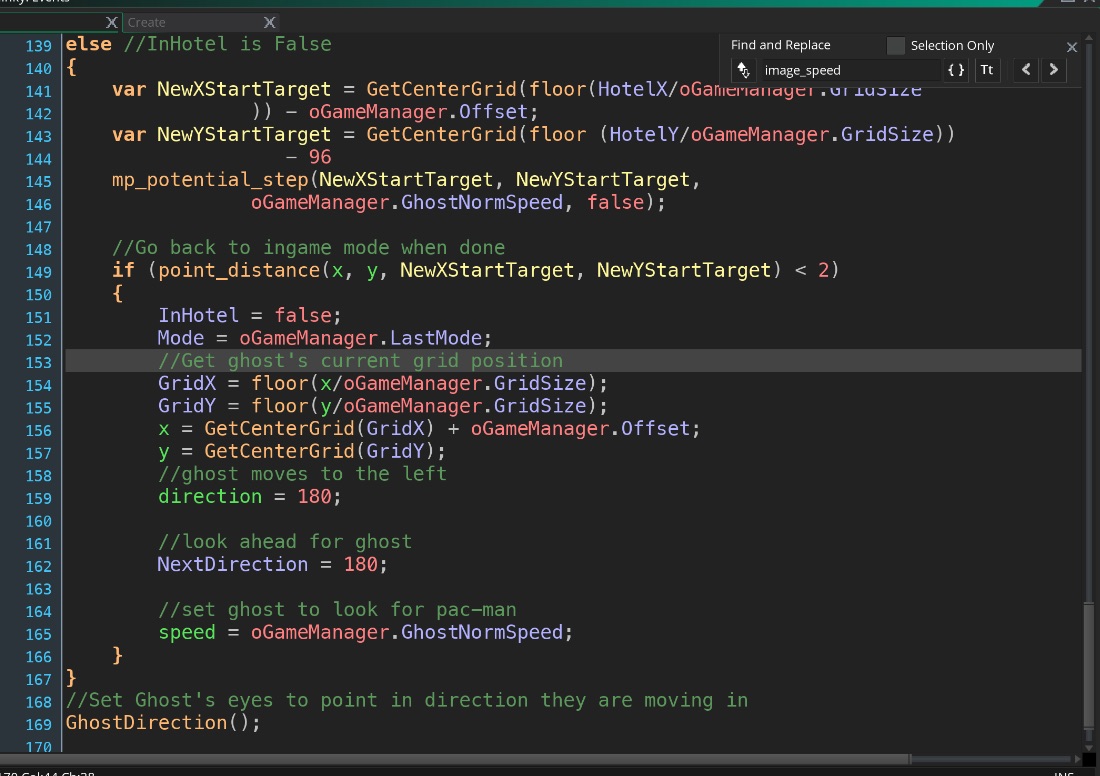 Create
Find and Replace
Selection Only
image_speed
{ }
Tt
139 else //InHotel is False
140 {
141 var NewXStartTarget = GetCenterGrid(floor(HotelX/oGameManager.GridSize
142 )) - oGameManager.Offset;
143 var NewYStartTarget = GetCenterGrid(floor (HotelY/oGameManager.GridSize))
144 - 96
145 mp_potential_step(NewXStartTarget, NewYStartTarget,
146 oGameManager.GhostNormSpeed, false);
147
148 //Go back to ingame mode when done
149 if (point_distance(x, y, NewXStartTarget, NewYStartTarget) < 2)
150 {
151 InHotel = false;
152 Mode = oGameManager.LastMode;
153 //Get ghost's current grid position
154 GridX = floor(x/oGameManager.GridSize);
155 GridY = floor(y/oGameManager.GridSize);
156 x = GetCenterGrid(GridX) + oGameManager.Offset;
157 y = GetCenterGrid(GridY);
158 //ghost moves to the left
159 direction = 180;
160
161 //look ahead for ghost
162 NextDirection = 180;
163
164 //set ghost to look for pac-man
165 speed = oGameManager.GhostNormSpeed;
166 }
167 }
168 //Set Ghost's eyes to point in direction they are moving in
169 GhostDirection();
170